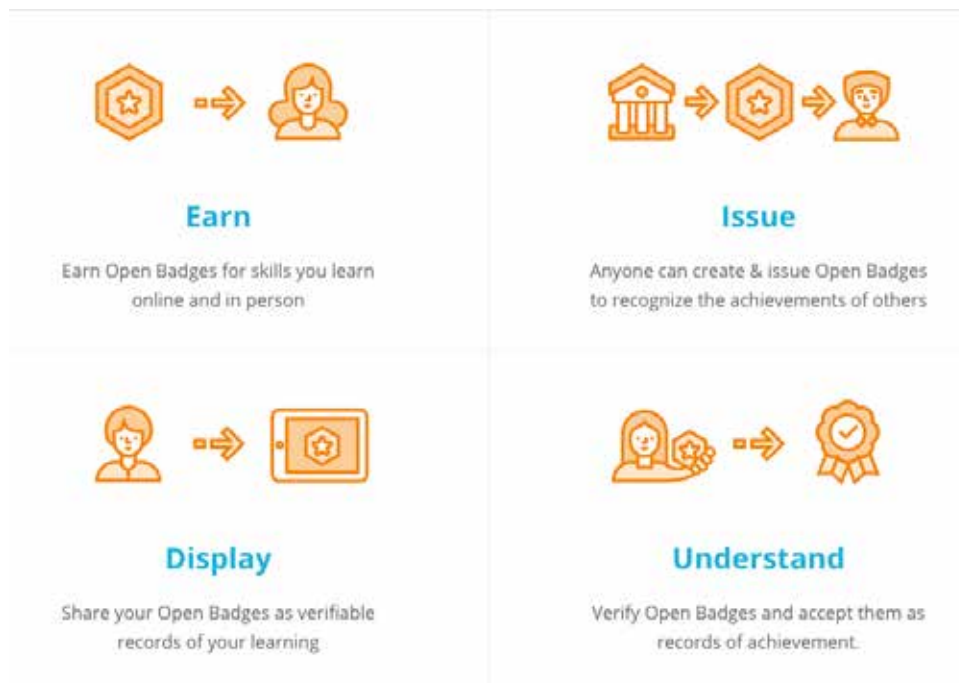 Earn
Earn Open Badges for skills you learn
online and in person
Issue
Anyone can create & issue Open Badges
to recognize the achievements of others
Display
Share your Open Badges as verifiable
records of your learning
Understand
Verify Open Badges and accept them as
records of achievement.